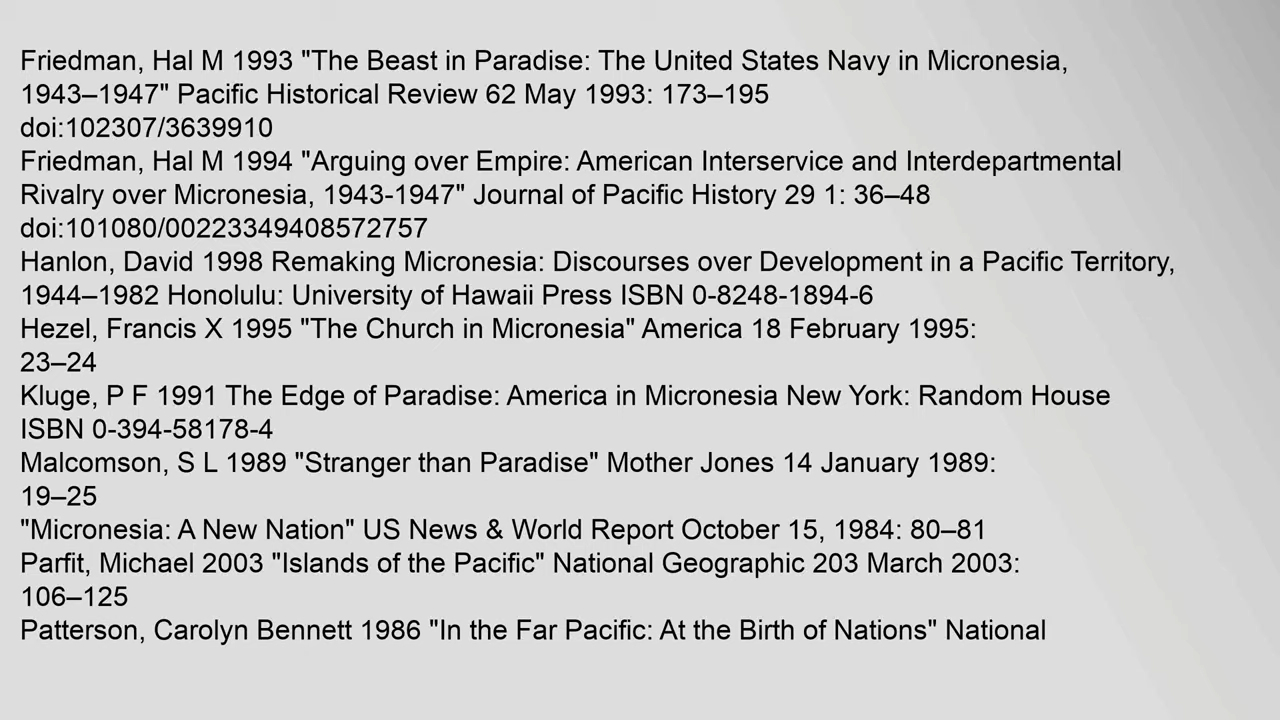 Friedman, Hal M 1993 "The Beast in Paradise: The United States Navy in Micronesia,
1943–1947" Pacific Historical Review 62 May 1993: 173–195
doi:102307/3639910
Friedman, Hal M 1994 "Arguing over Empire: American Interservice and Interdepartmental
Rivalry over Micronesia, 1943-1947" Journal of Pacific History 29 1: 36–48
doi:101080/00223349408572757
Hanlon, David 1998 Remaking Micronesia: Discourses over Development in a Pacific Territory,
1944–1982 Honolulu: University of Hawaii Press ISBN 0-8248-1894-6
Hezel, Francis X 1995 "The Church in Micronesia" America 18 February 1995:
23–24
Kluge, P F 1991 The Edge of Paradise: America in Micronesia New York: Random House
ISBN 0-394-58178-4
Malcomson, S L 1989 "Stranger than Paradise" Mother Jones 14 January 1989:
19–25
"Micronesia: A New Nation" US News & World Report October 15, 1984: 80–81
Parfit, Michael 2003 "Islands of the Pacific" National Geographic 203 March 2003:
106–125
Patterson, Carolyn Bennett 1986 "In the Far Pacific: At the Birth of Nations" National